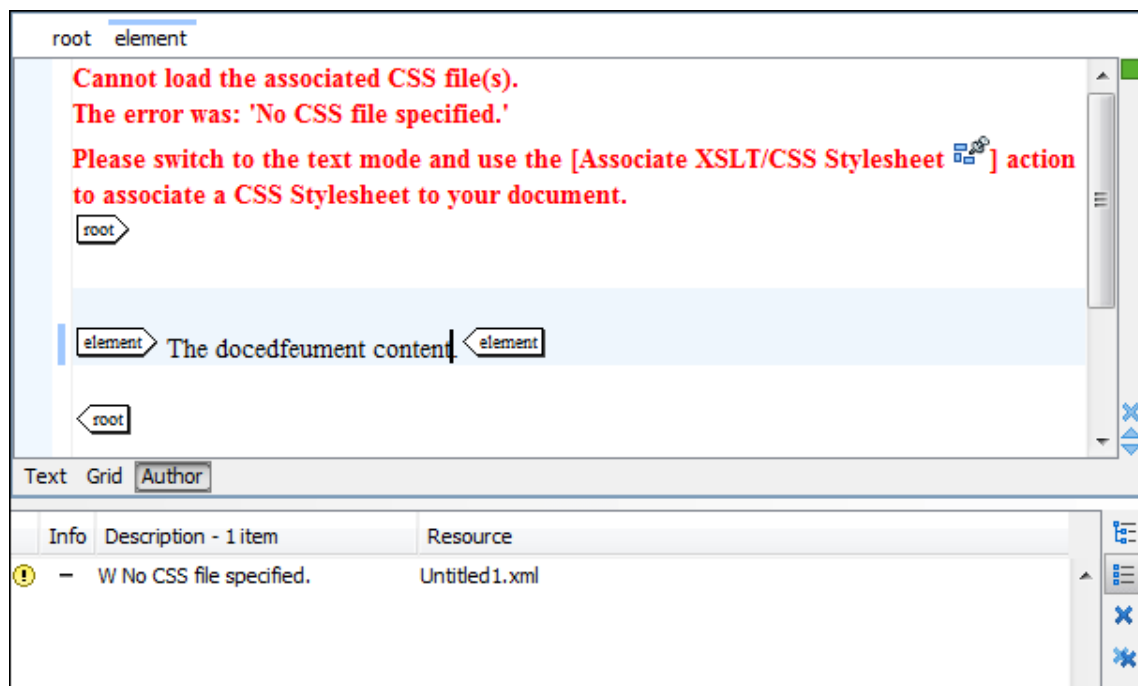 root element
Cannot load the associated CSS file(s).
The error was: 'No CSS file specified.'
Please switch to the text mode and use the [Associate XSLT/CSS Stylesheet ] action
to associate a CSS Stylesheet to your document.
root
element The docedfeument content. element
root
Text Grid Author
Info Description - 1 item Resource
W No CSS file specified. Untitled1.xml